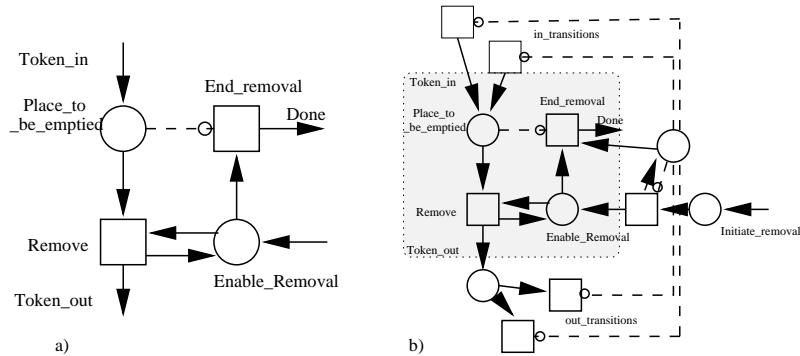 Token_in
Place_to
_be_emptied
End_removal
Done
Remove
Enable_Removal
Token_out
a)
in_transitions
Token_in
Place_to
_be_emptied
End_removal
Done
Remove
Enable_Removal
Initiate_removal
Token_out
out_transitions
b)